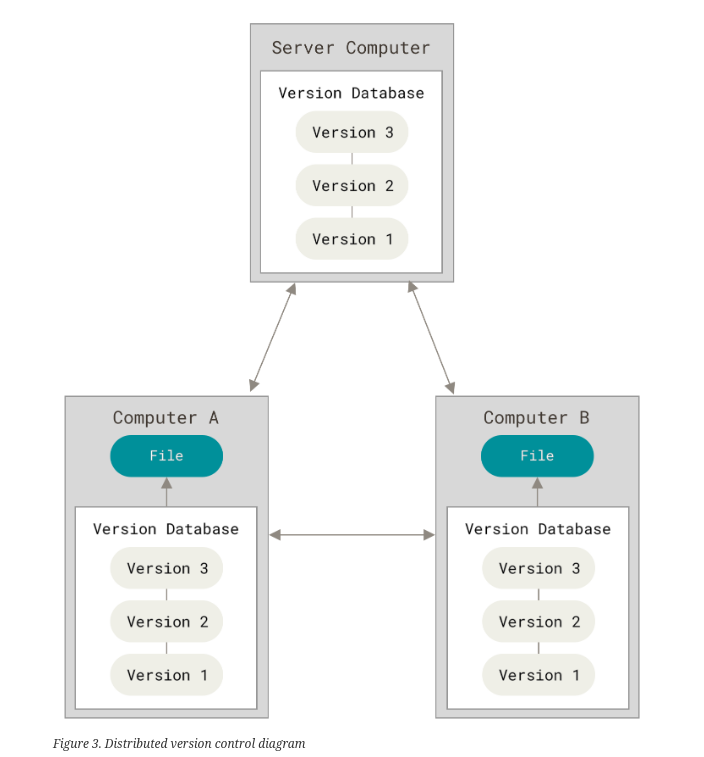 Server Computer
Version Database
Version 3
Version 2
Version 1
Computer A
File
Version Database
Version 3
Version 2
Version 1
Computer B
File
Version Database
Version 3
Version 2
Version 1
Figure 3. Distributed version control diagram